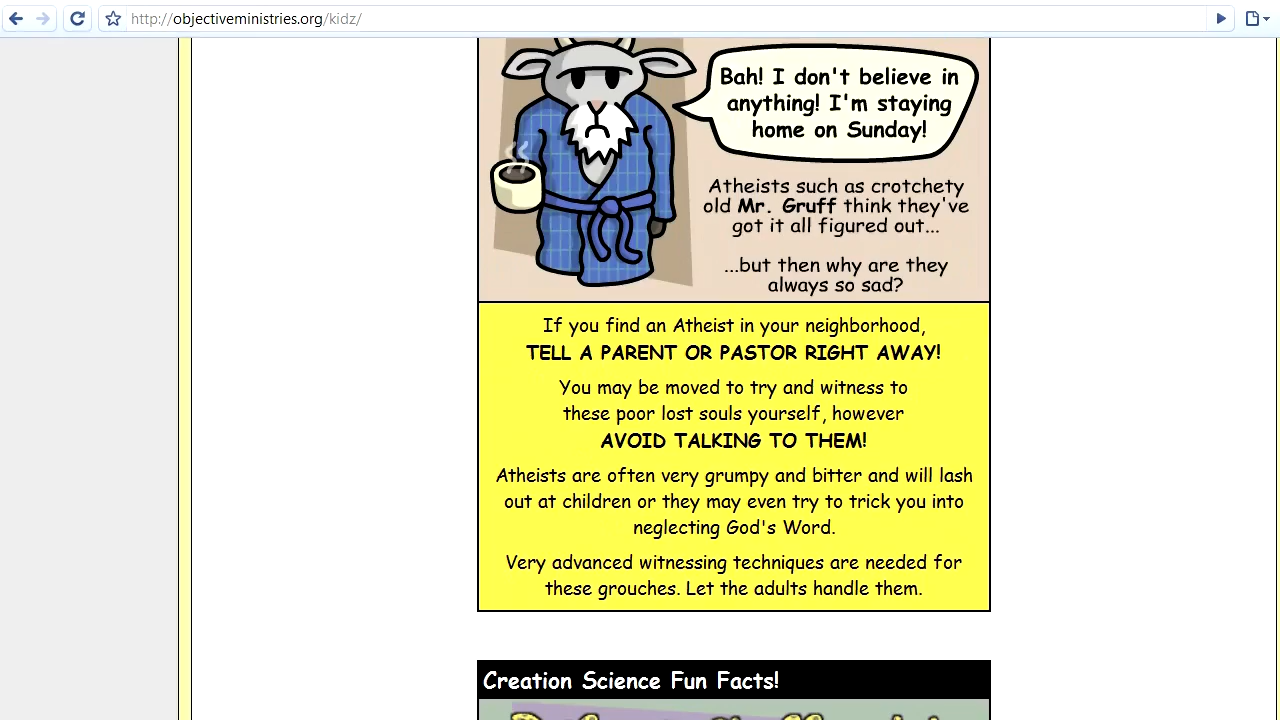 http://objectiveministries.org/kidz/
Bah! I don't believe in
anything! I'm staying
home on Sunday!
Atheists such as crotchety
old Mr. Gruff think they've
got it all figured out...
...but then why are they
always so sad?
If you find an Atheist in your neighborhood,
TELL A PARENT OR PASTOR RIGHT AWAY!
You may be moved to try and witness to
these poor lost souls yourself, however
AVOID TALKING TO THEM!
Atheists are often very grumpy and bitter and will lash
out at children or they may even try to trick you into
neglecting God's Word.
Very advanced witnessing techniques are needed for
these grouches. Let the adults handle them.
Creation Science Fun Facts!